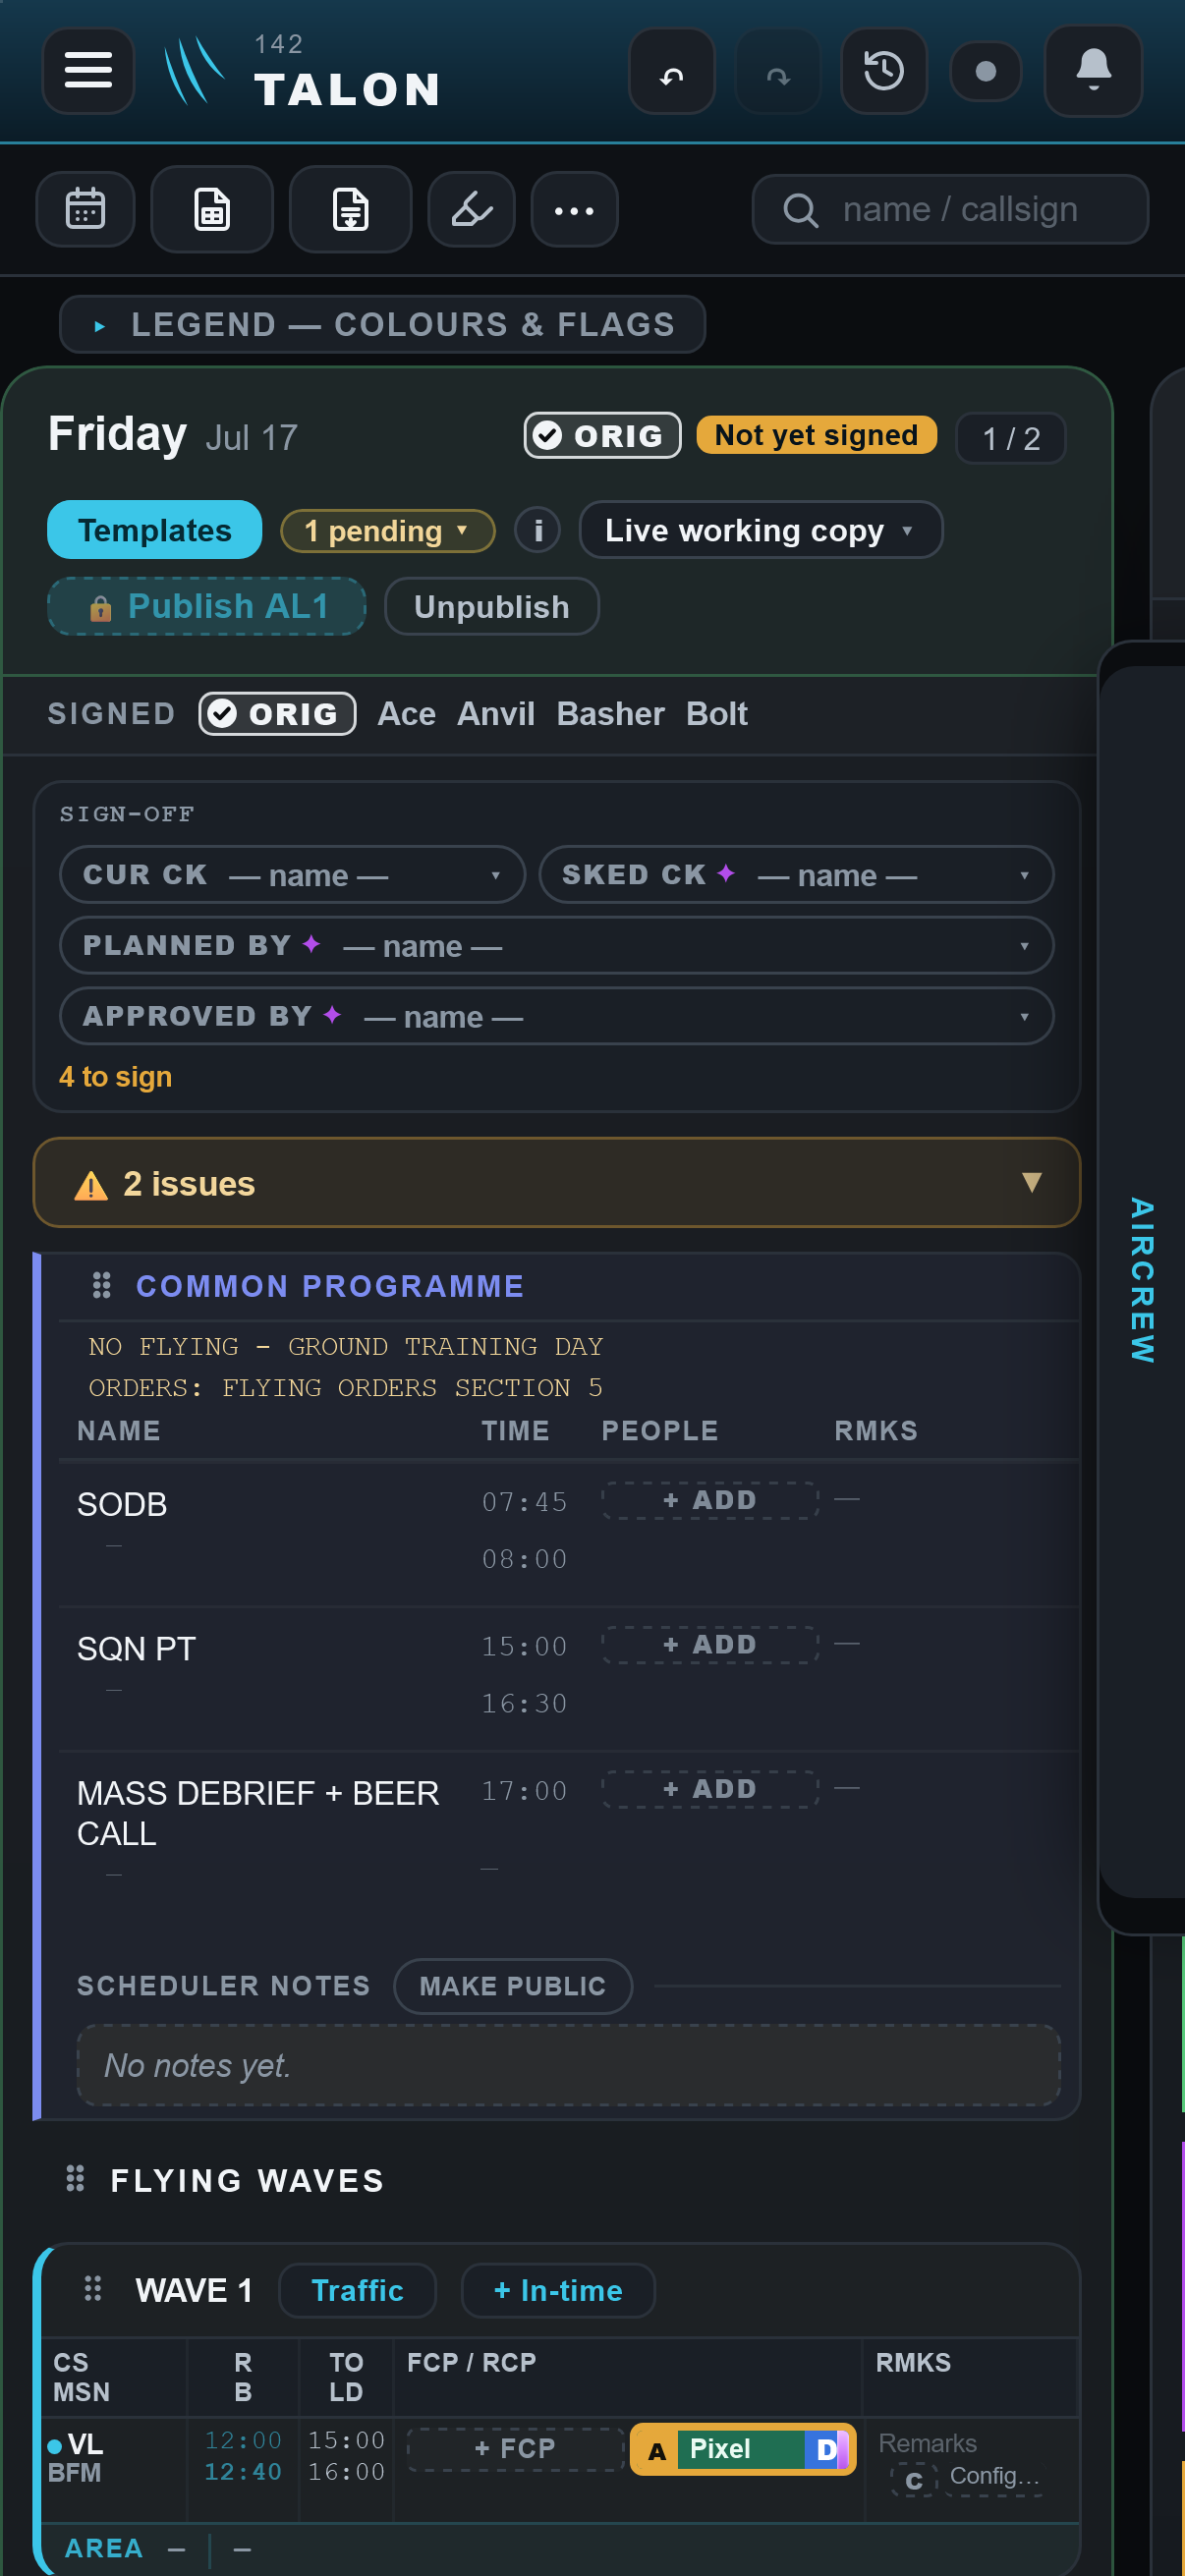 142
TALON
name / callsign
LEGEND — COLOURS & FLAGS
Friday Jul 17 ORIG Not yet signed 1 / 2
Templates 1 pending i Live working copy
Publish AL1 Unpublish
SIGNED ORIG Ace Anvil Basher Bolt
SIGN-OFF
CUR CK — name — SKED CK — name —
PLANNED BY — name —
APPROVED BY — name —
4 to sign
2 issues
AIRCREW
COMMON PROGRAMME
NO FLYING - GROUND TRAINING DAY
ORDERS: FLYING ORDERS SECTION 5
NAME TIME PEOPLE RMKS
SODB 07:45 + ADD —
— 08:00
SQN PT 15:00 + ADD —
— 16:30
MASS DEBRIEF + BEER 17:00 + ADD —
CALL
— —
SCHEDULER NOTES MAKE PUBLIC
No notes yet.
FLYING WAVES
WAVE 1 Traffic + In-time
CS R TO FCP / RCP RMKS
MSN B LD
VL 12:00 15:00 + FCP A Pixel D Remarks
BFM 12:40 16:00 C Config…
AREA — —